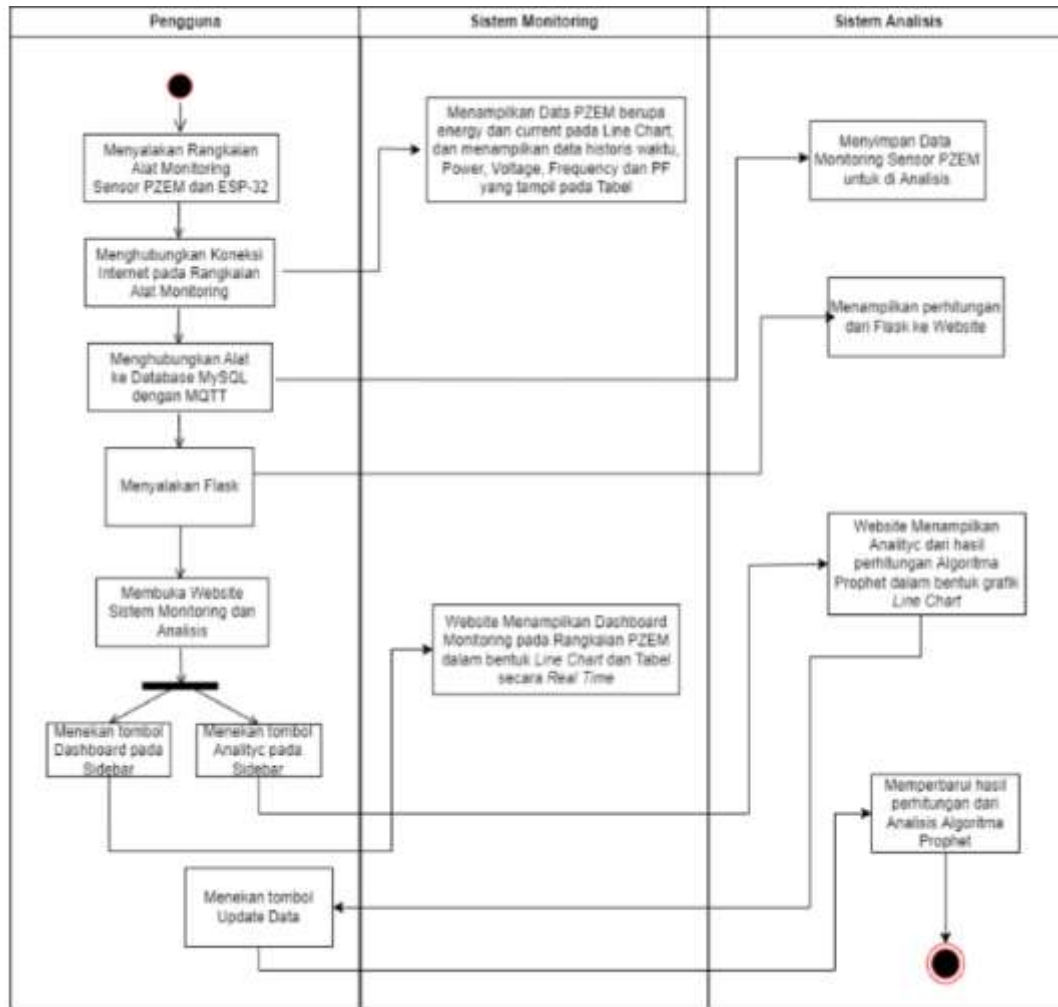 Pengguna
Sistem Monitoring
Sistem Analisis
Menyalakan Rangkaian
Alat Monitoring
Sensor PZEM dan ESP-32
Menampilkan Data PZEM berupa
energy dan current pada Line Chart,
dan menampilkan data historis waktu,
Power, Voltage, Frequency dan PF
yang tampil pada Tabel
Menyimpan Data
Monitoring Sensor PZEM
untuk di Analisis
Menghubungkan Koneksi
Internet pada Rangkaian
Alat Monitoring
Menampilkan perhitungan
dari Flask ke Website
Menghubungkan Alat
ke Database MySQL
dengan MQTT
Menyalakan Flask
Website Menampilkan
Analityc dari hasil
perhitungan Algoritma
Prophet dalam bentuk grafik
Line Chart
Membuka Website
Sistem Monitoring dan
Analisis
Website Menampilkan Dashboard
Monitoring pada Rangkaian PZEM
dalam bentuk Line Chart dan Tabel
secara Real Time
Menekan tombol
Dashboard pada
Sidebar
Menekan tombol
Analityc pada
Sidebar
Memperbarui hasil
perhitungan dari
Analisis Algoritma
Prophet
Menekan tombol
Update Data